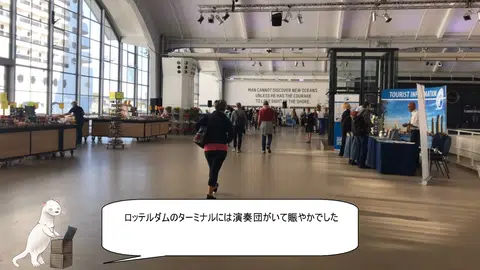 MAN CANNOT DISCOVER NEW OCEANS
UNLESS HE HAS THE COURAGE
TO LOSE SIGHT OF THE SHORE
TOURIST INFORMATION
ロッテルダムのターミナルには演奏団がいて賑やかでした